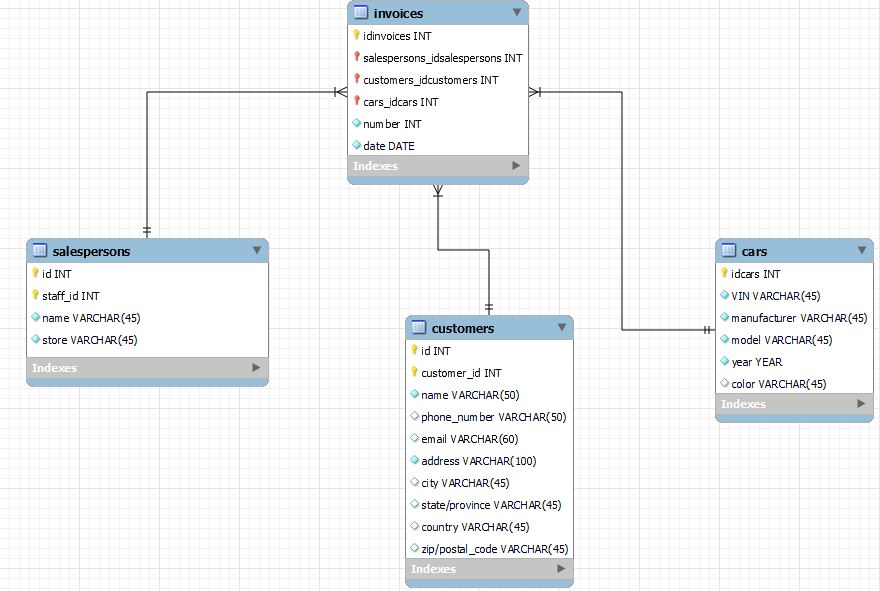 invoices
idinvoices INT
salespersons_idsalespersons INT
customers_idcustomers INT
cars_idcars INT
number INT
date DATE
Indexes
salespersons
id INT
staff_id INT
name VARCHAR(45)
store VARCHAR(45)
Indexes
customers
id INT
customer_id INT
name VARCHAR(50)
phone_number VARCHAR(50)
email VARCHAR(60)
address VARCHAR(100)
city VARCHAR(45)
state/province VARCHAR(45)
country VARCHAR(45)
zip/postal_code VARCHAR(45)
Indexes
cars
idcars INT
VIN VARCHAR(45)
manufacturer VARCHAR(45)
model VARCHAR(45)
year YEAR
color VARCHAR(45)
Indexes